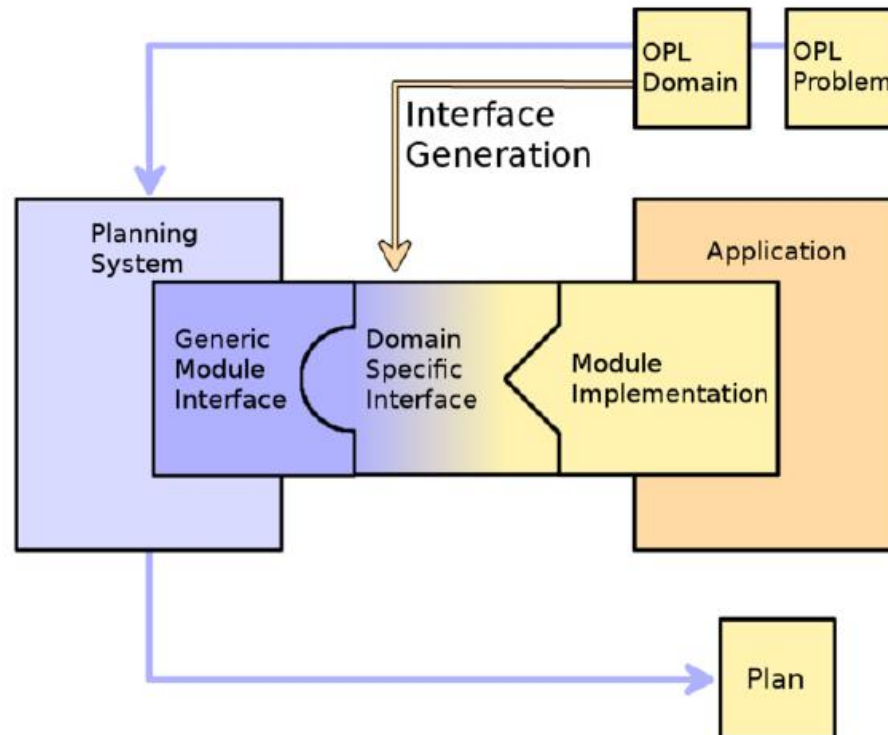 OPL
Domain
OPL
Problem
Interface
Generation
Planning
System
Application
Generic
Module
Interface
Domain
Specific
Interface
Module
Implementation
Plan